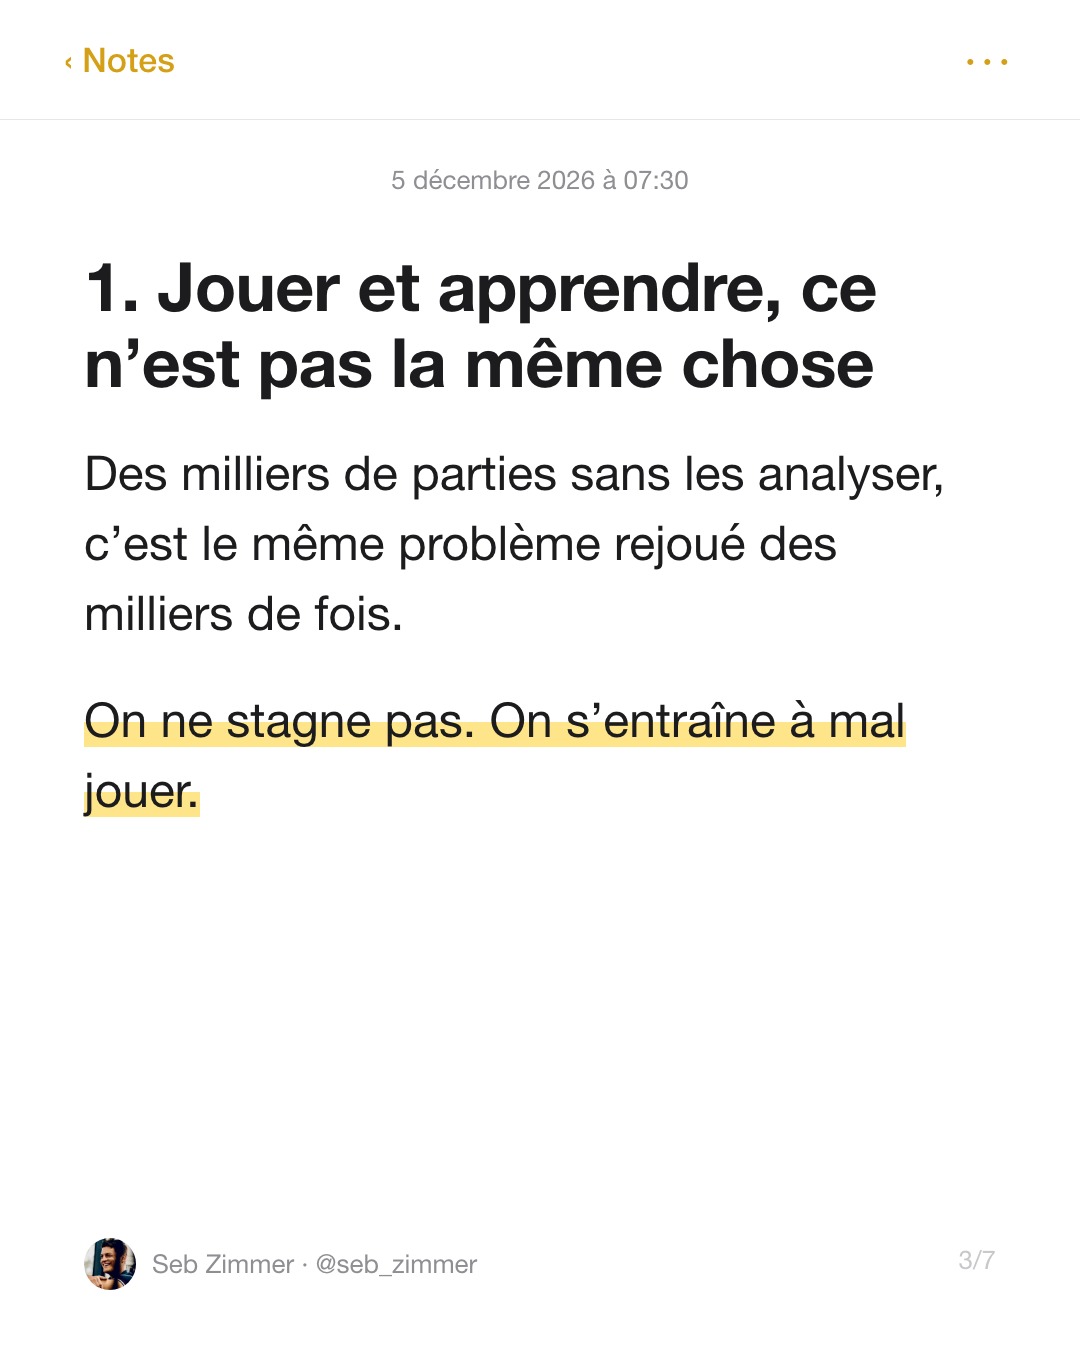 ‹ Notes
5 décembre 2026 à 07:30
1. Jouer et apprendre, ce
n’est pas la même chose
Des milliers de parties sans les analyser,
c’est le même problème rejoué des
milliers de fois.
On ne stagne pas. On s’entraîne à mal
jouer.
Seb Zimmer · @seb_zimmer
3/7